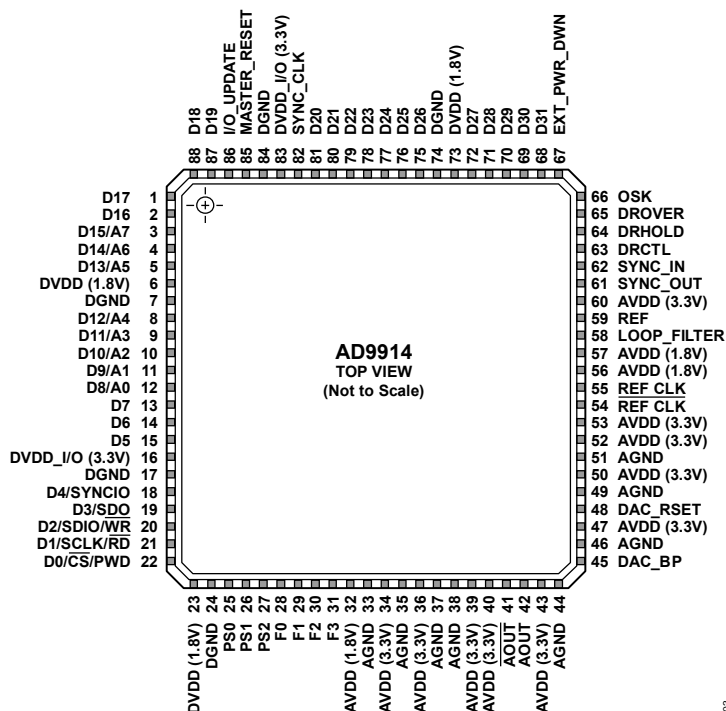 88 D18
87 D19
86 I/O_UPDATE
85 MASTER_RESET
84 DGND
83 DVDD_I/O (3.3V)
82 SYNC_CLK
81 D20
80 D21
79 D22
78 D23
77 D24
76 D25
75 D26
74 DGND
73 DVDD (1.8V)
72 D27
71 D28
70 D29
69 D30
68 D31
67 EXT_PWR_DWN
D17 1
D16 2
D15/A7 3
D14/A6 4
D13/A5 5
DVDD (1.8V) 6
DGND 7
D12/A4 8
D11/A3 9
D10/A2 10
D9/A1 11
D8/A0 12
D7 13
D6 14
D5 15
DVDD_I/O (3.3V) 16
DGND 17
D4/SYNCIO 18
D3/SDO 19
D2/SDIO/W̅R̅ 20
D1/SCLK/R̅D̅ 21
D0/C̅S̅/PWD 22
AD9914
TOP VIEW
(Not to Scale)
66 OSK
65 DROVER
64 DRHOLD
63 DRCTL
62 SYNC_IN
61 SYNC_OUT
60 AVDD (3.3V)
59 REF
58 LOOP_FILTER
57 AVDD (1.8V)
56 AVDD (1.8V)
55 REF CLK
54 R̅E̅F̅ ̅C̅L̅K̅
53 AVDD (3.3V)
52 AVDD (3.3V)
51 AGND
50 AVDD (3.3V)
49 AGND
48 DAC_RSET
47 AVDD (3.3V)
46 AGND
45 DAC_BP
DVDD (1.8V) 23
DGND 24
PS0 25
PS1 26
PS2 27
F0 28
F1 29
F2 30
F3 31
AVDD (1.8V) 32
AGND 33
AVDD (3.3V) 34
AGND 35
AVDD (3.3V) 36
AGND 37
AGND 38
AVDD (3.3V) 39
AVDD (3.3V) 40
A̅O̅U̅T̅ 41
AOUT 42
AVDD (3.3V) 43
AGND 44